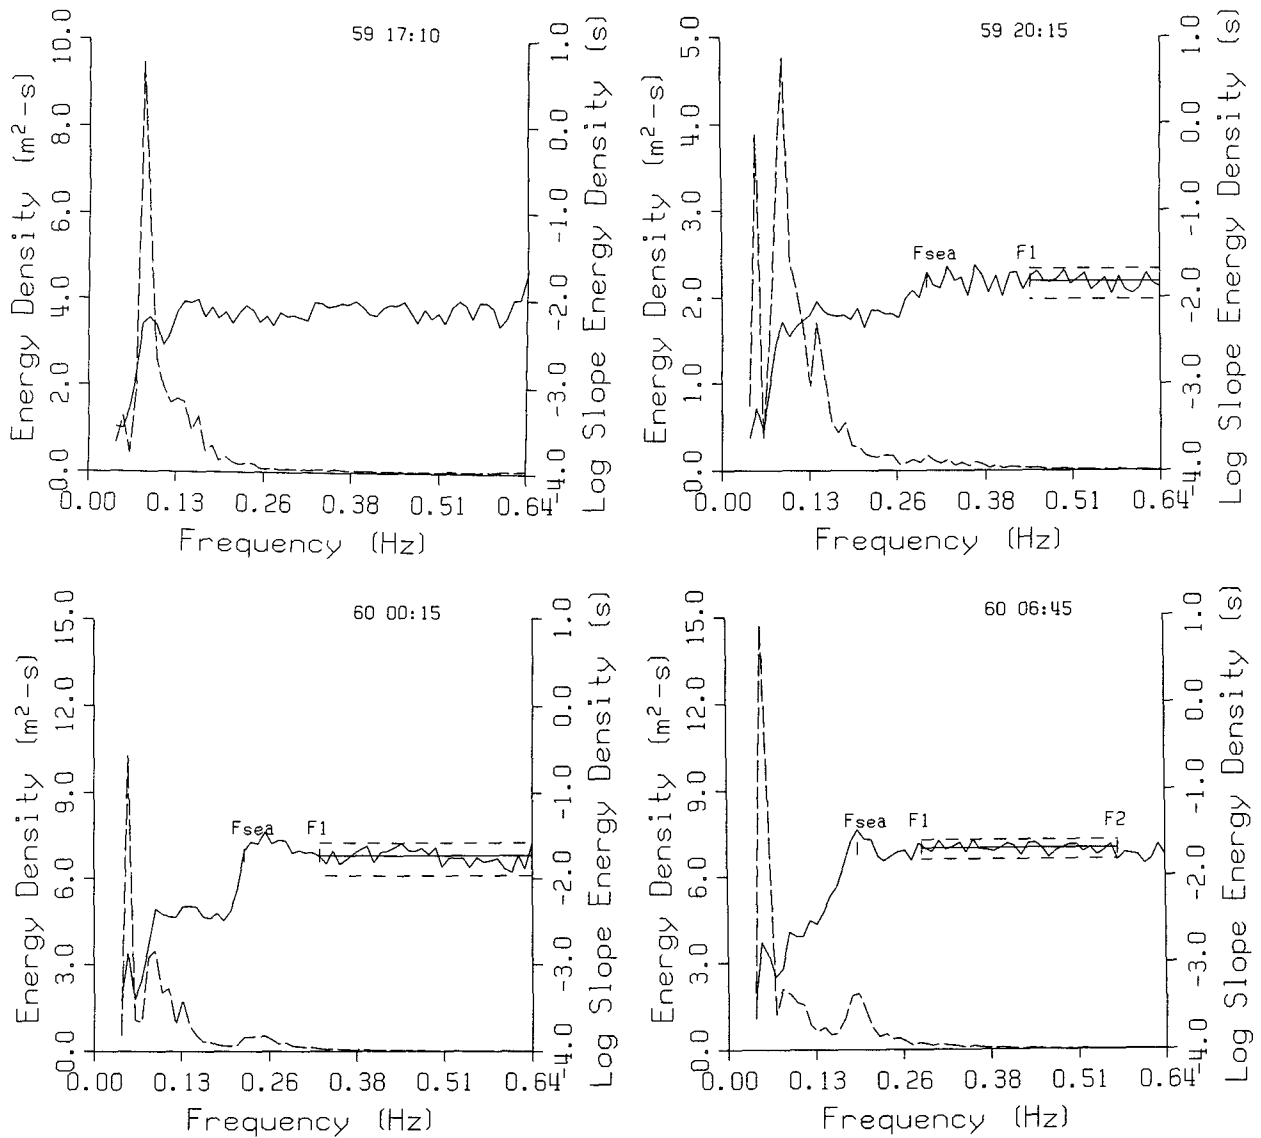 59 17:10
Energy Density (m²-s)
10.0
8.0
6.0
4.0
2.0
0.0
1.0
0.0
-1.0
-2.0
-3.0
-4.0
Log Slope Energy Density (s)
0.00 0.13 0.26 0.38 0.51 0.64
Frequency (Hz)
59 20:15
Energy Density (m²-s)
5.0
4.0
3.0
2.0
1.0
0.0
Fsea F1
1.0
0.0
-1.0
-2.0
-3.0
-4.0
Log Slope Energy Density (s)
0.00 0.13 0.26 0.38 0.51 0.64
Frequency (Hz)
60 00:15
Energy Density (m²-s)
15.0
12.0
9.0
6.0
3.0
0.0
Fsea F1
1.0
0.0
-1.0
-2.0
-3.0
-4.0
Log Slope Energy Density (s)
0.00 0.13 0.26 0.38 0.51 0.64
Frequency (Hz)
60 06:45
Energy Density (m²-s)
15.0
12.0
9.0
6.0
3.0
0.0
Fsea F1 F2
1.0
0.0
-1.0
-2.0
-3.0
-4.0
Log Slope Energy Density (s)
0.00 0.13 0.26 0.38 0.51 0.64
Frequency (Hz)